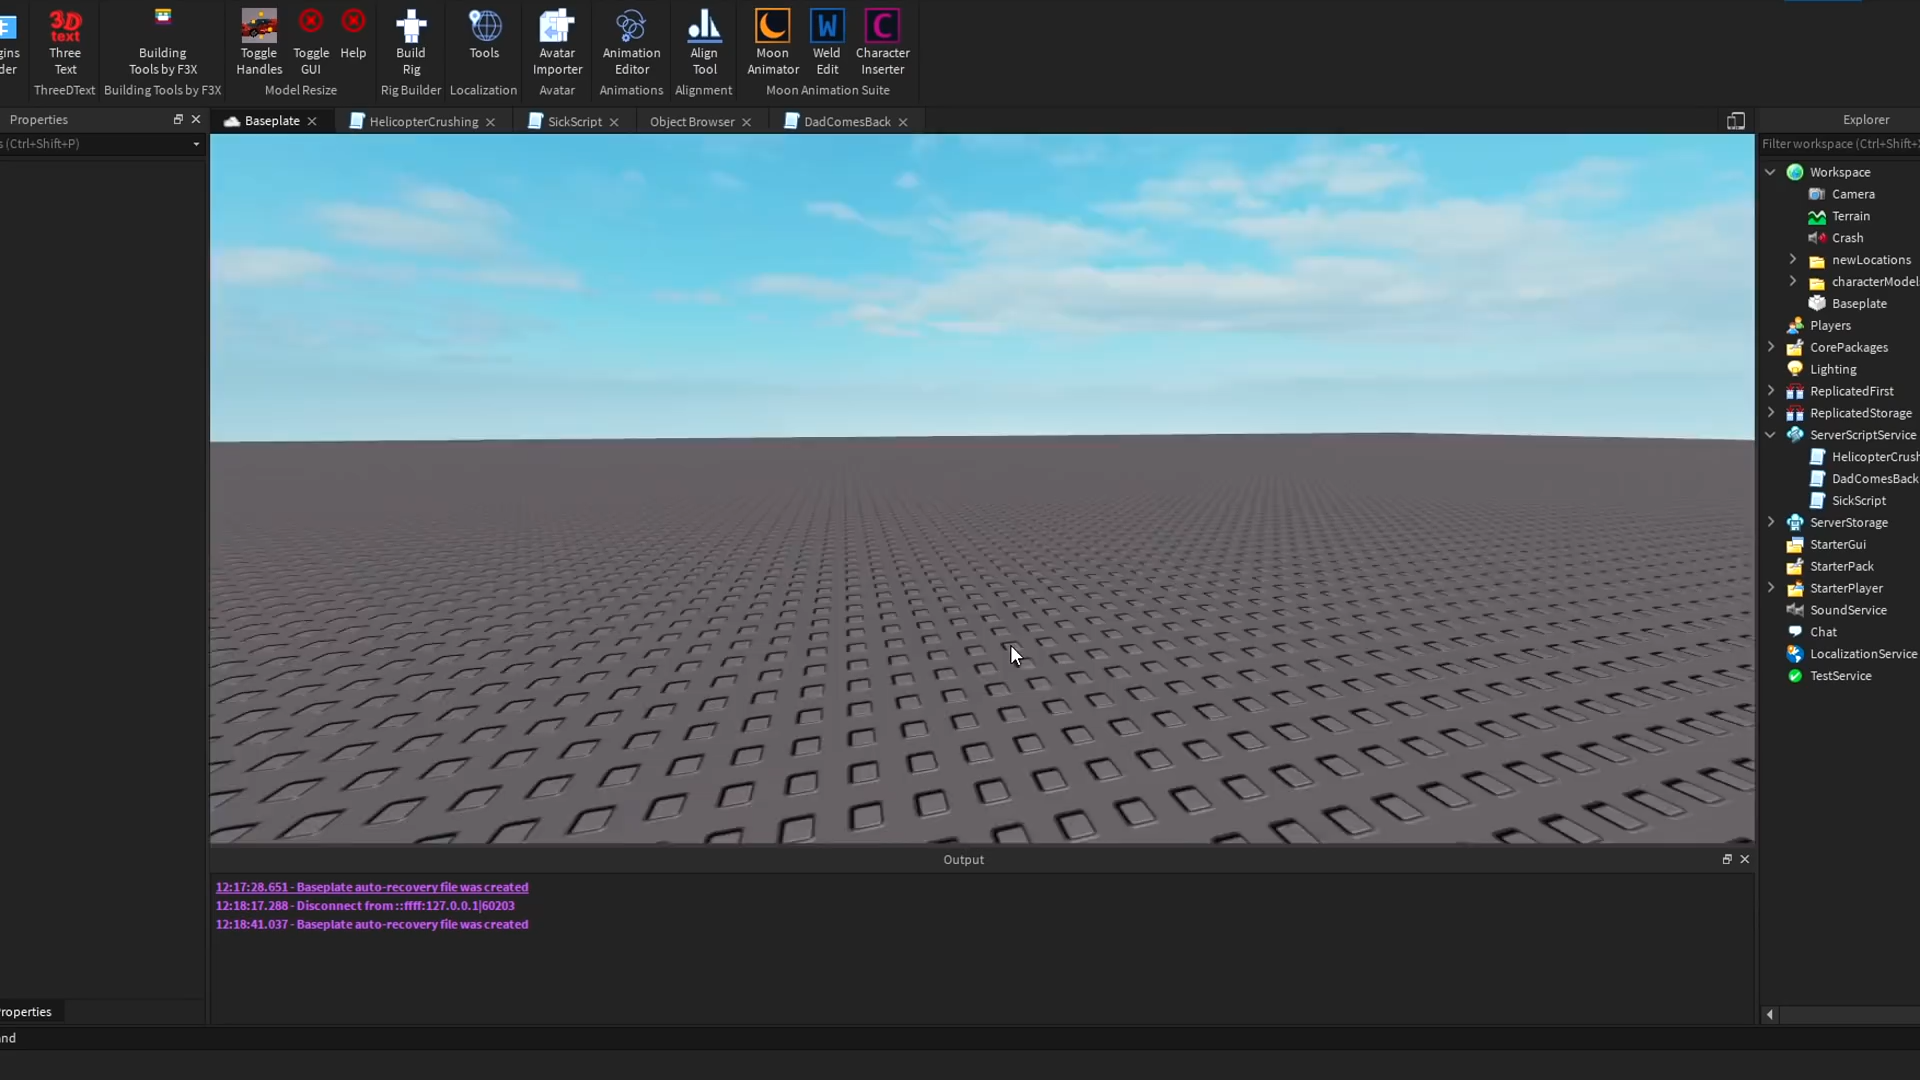 gins
der
3D
text
Three
Text
ThreeDText
Building
Tools by F3X
Building Tools by F3X
Toggle
Handles
Toggle
GUI
Help
Model Resize
Build
Rig
Rig Builder
Tools
Localization
Avatar
Importer
Avatar
Animation
Editor
Animations
Align
Tool
Alignment
Moon
Animator
W
Weld
Edit
C
Character
Inserter
Moon Animation Suite
Properties
s (Ctrl+Shift+P)
Baseplate
HelicopterCrushing
SickScript
Object Browser
DadComesBack
Explorer
Filter workspace (Ctrl+Shift+X
Workspace
Camera
Terrain
Crash
newLocations
characterModels
Baseplate
Players
CorePackages
Lighting
ReplicatedFirst
ReplicatedStorage
ServerScriptService
HelicopterCrush
DadComesBack
SickScript
ServerStorage
StarterGui
StarterPack
StarterPlayer
SoundService
Chat
LocalizationService
TestService
Output
12:17:28.651 - Baseplate auto-recovery file was created
12:18:17.288 - Disconnect from ::ffff:127.0.0.1|60203
12:18:41.037 - Baseplate auto-recovery file was created
roperties
nd